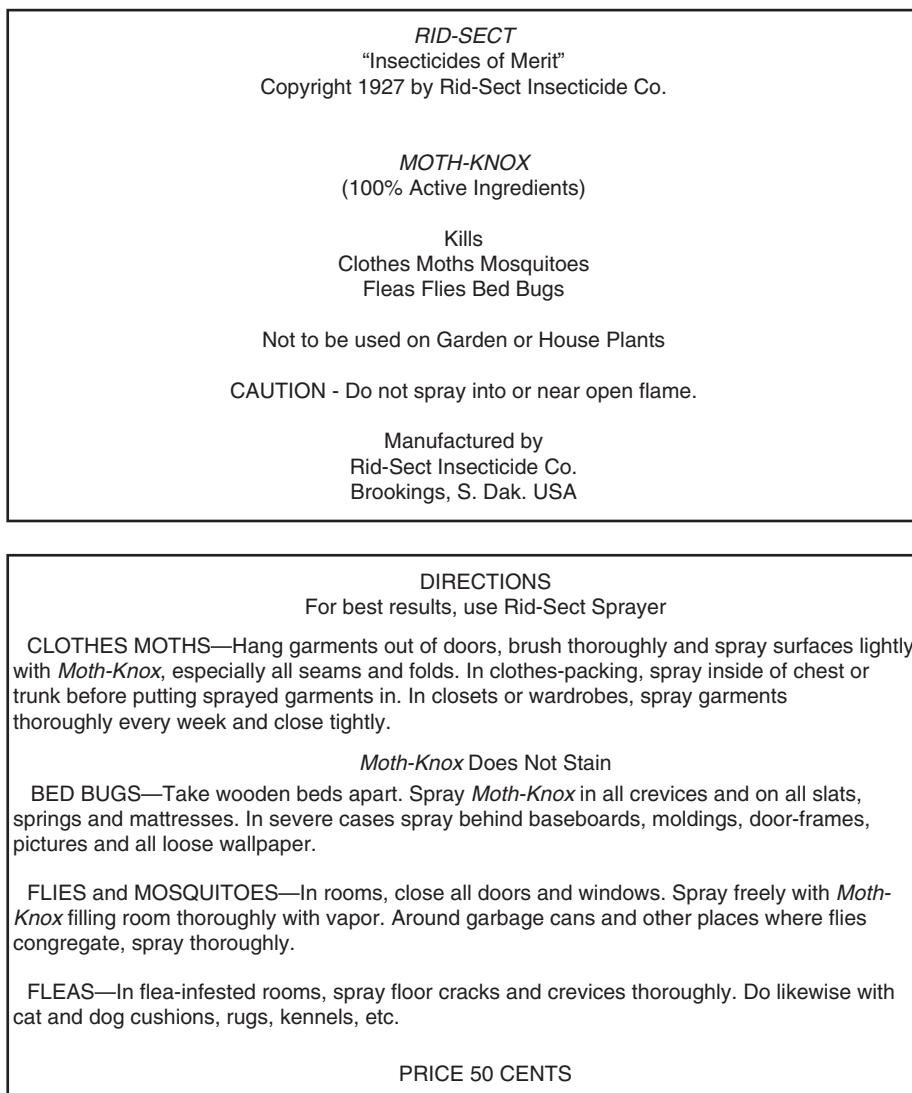 RID-SECT
“Insecticides of Merit”
Copyright 1927 by Rid-Sect Insecticide Co.
MOTH-KNOX
(100% Active Ingredients)
Kills
Clothes Moths Mosquitoes
Fleas Flies Bed Bugs
Not to be used on Garden or House Plants
CAUTION - Do not spray into or near open flame.
Manufactured by
Rid-Sect Insecticide Co.
Brookings, S. Dak. USA
DIRECTIONS
For best results, use Rid-Sect Sprayer
CLOTHES MOTHS—Hang garments out of doors, brush thoroughly and spray surfaces lightly
with Moth-Knox, especially all seams and folds. In clothes-packing, spray inside of chest or
trunk before putting sprayed garments in. In closets or wardrobes, spray garments
thoroughly every week and close tightly.
Moth-Knox Does Not Stain
BED BUGS—Take wooden beds apart. Spray Moth-Knox in all crevices and on all slats,
springs and mattresses. In severe cases spray behind baseboards, moldings, door-frames,
pictures and all loose wallpaper.
FLIES and MOSQUITOES—In rooms, close all doors and windows. Spray freely with Moth-
Knox filling room thoroughly with vapor. Around garbage cans and other places where flies
congregate, spray thoroughly.
FLEAS—In flea-infested rooms, spray floor cracks and crevices thoroughly. Do likewise with
cat and dog cushions, rugs, kennels, etc.
PRICE 50 CENTS